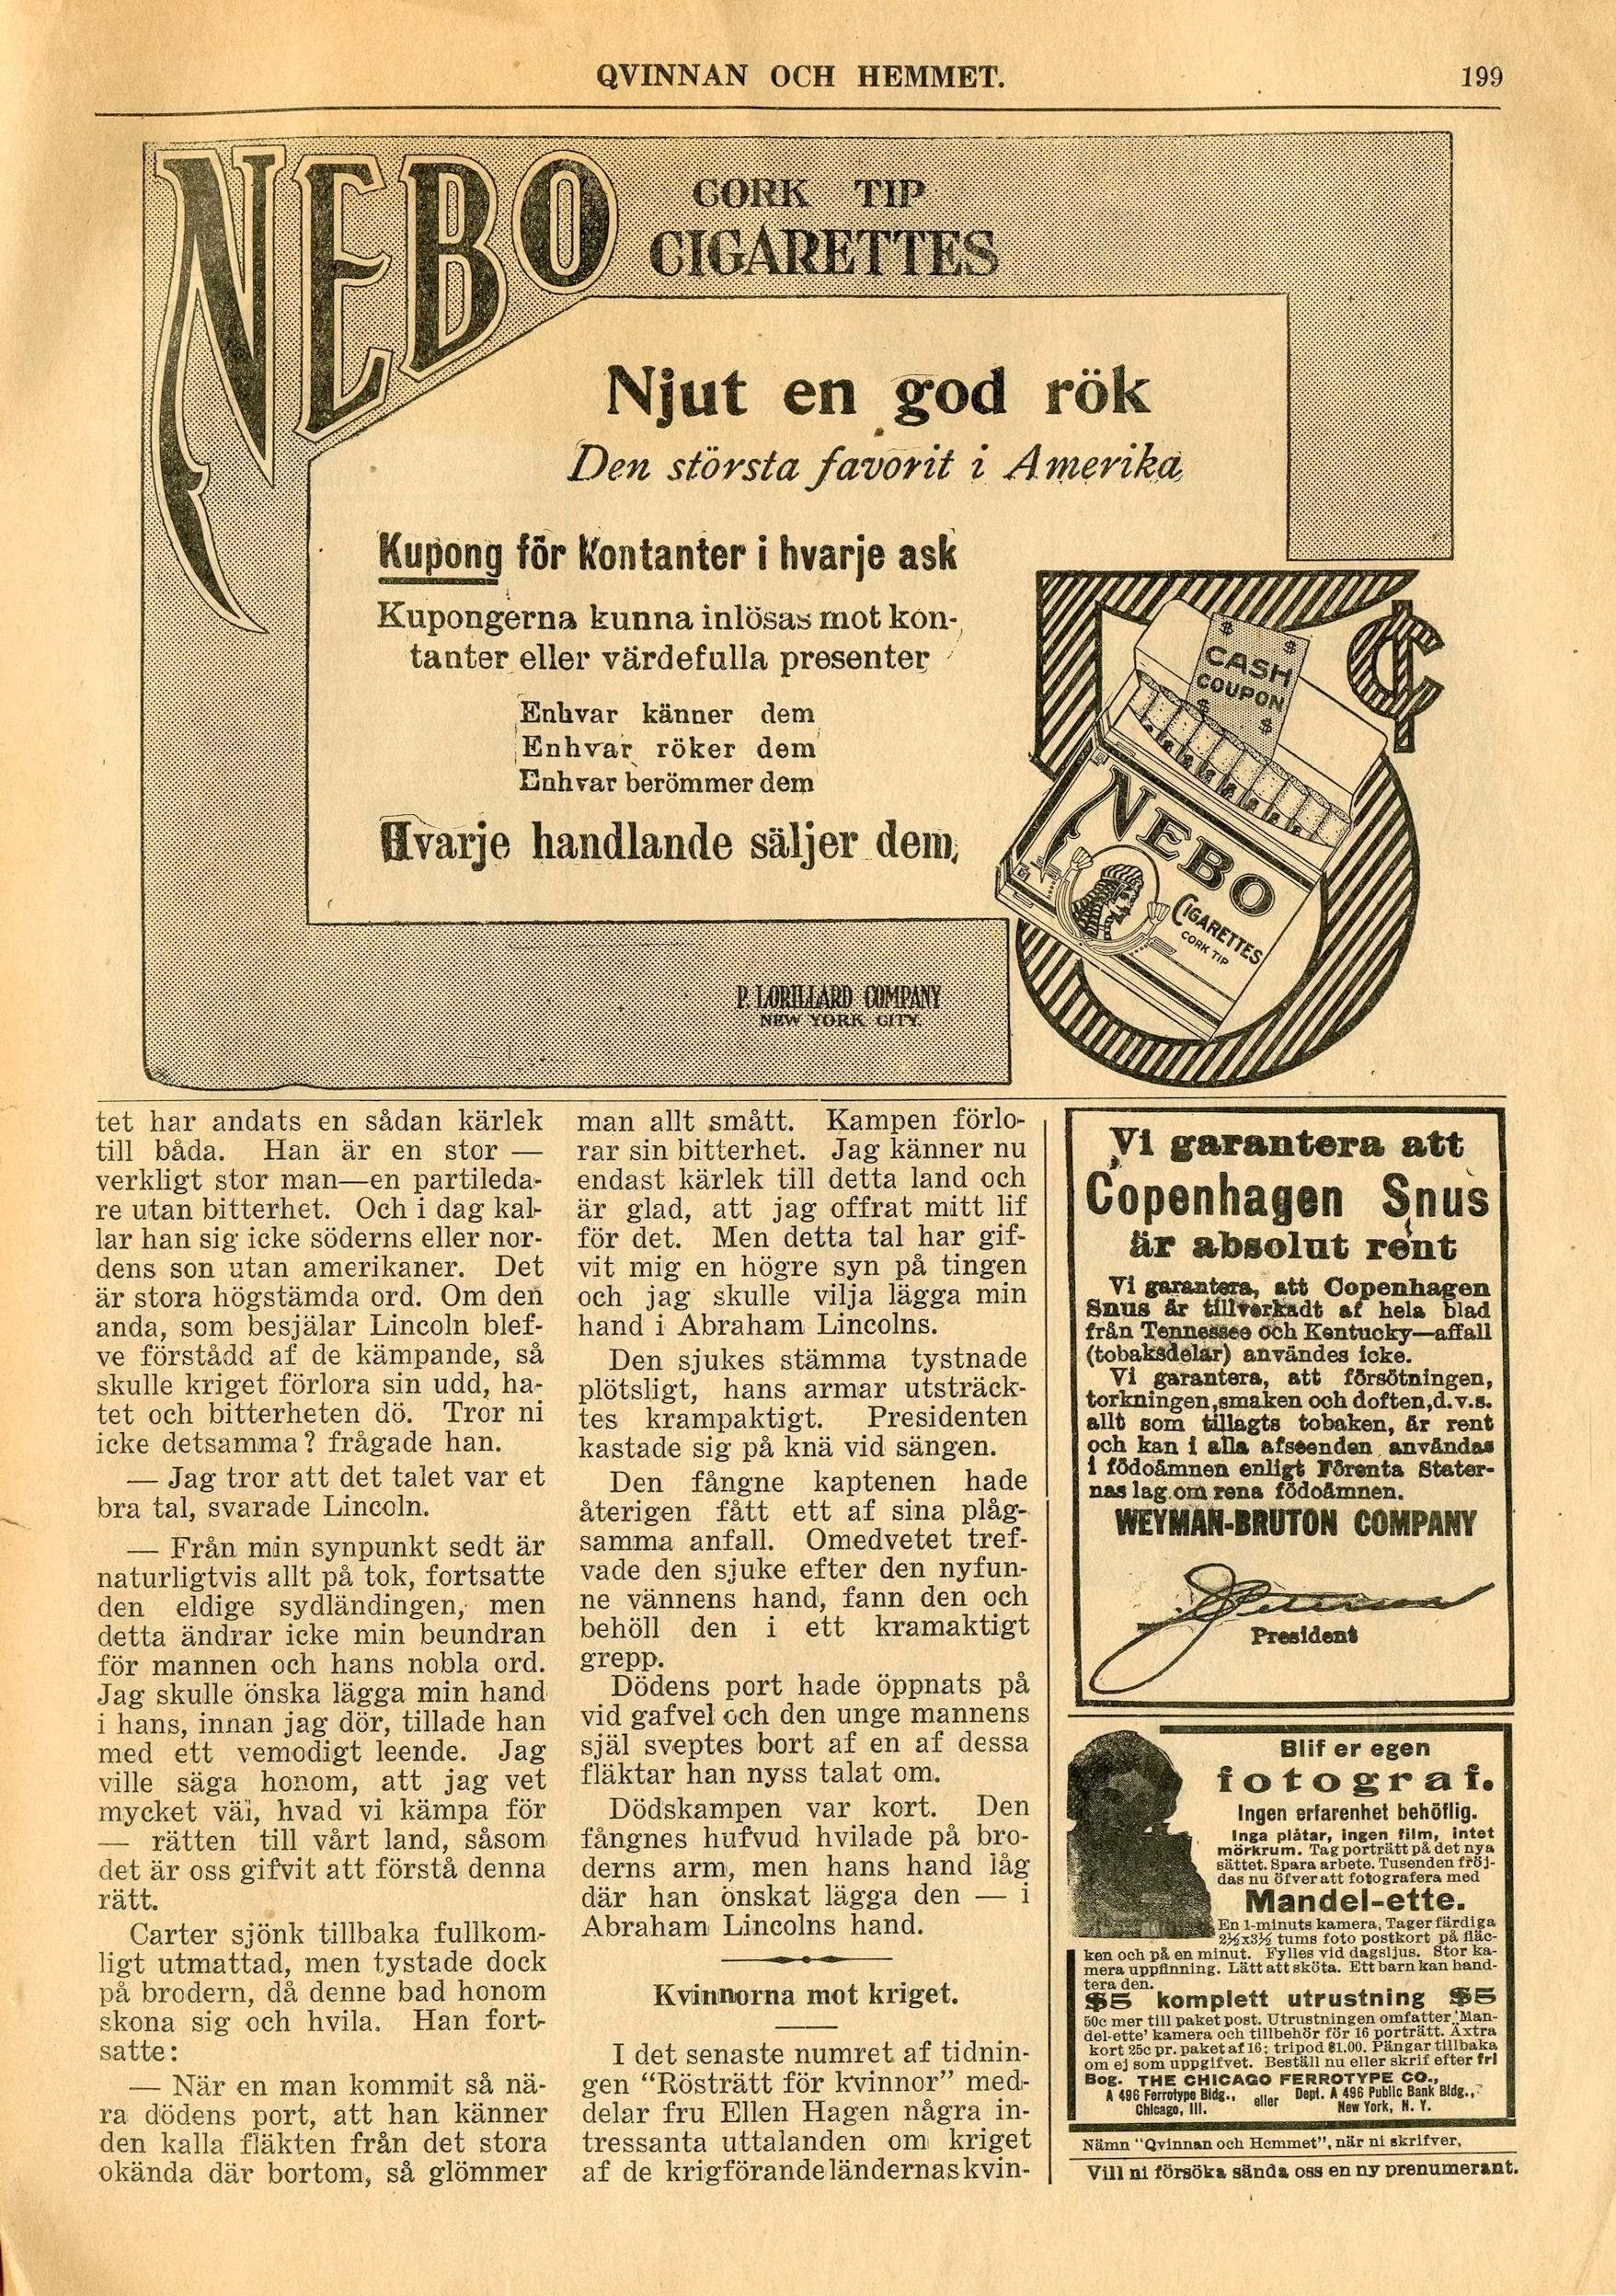 QVINNAN OCH HEMMET.
199
NEBO
CORK TIP
CIGARETTES
Njut en god rök
Den största favorit i Amerika
Kupong för Kontanter i hvarje ask
Kupongerna kunna inlösas mot kon-
tanter eller värdefulla presenter
Enhvar känner dem
Enhvar röker dem
Enhvar berömmer dem
Hvarje handlande säljer dem.
5¢
$ $
CASH
COUPON
$ $
NEBO
CIGARETTES
CORK TIP
P. LORILLARD COMPANY
NEW YORK CITY.
tet har andats en sådan kärlek
till båda. Han är en stor —
verkligt stor man—en partileda-
re utan bitterhet. Och i dag kal-
lar han sig icke söderns eller nor-
dens son utan amerikaner. Det
är stora högstämda ord. Om den
anda, som besjälar Lincoln blef-
ve förstådd af de kämpande, så
skulle kriget förlora sin udd, ha-
tet och bitterheten dö. Tror ni
icke detsamma? frågade han.
— Jag tror att det talet var et
bra tal, svarade Lincoln.
— Från min synpunkt sedt är
naturligtvis allt på tok, fortsatte
den eldige sydländingen, men
detta ändrar icke min beundran
för mannen och hans nobla ord.
Jag skulle önska lägga min hand
i hans, innan jag dör, tillade han
med ett vemodigt leende. Jag
ville säga honom, att jag vet
mycket väl, hvad vi kämpa för
— rätten till vårt land, såsom
det är oss gifvit att förstå denna
rätt.
Carter sjönk tillbaka fullkom-
ligt utmattad, men tystade dock
på brodern, då denne bad honom
skona sig och hvila. Han fort-
satte:
— När en man kommit så nä-
ra dödens port, att han känner
den kalla fläkten från det stora
okända där bortom, så glömmer
man allt smått. Kampen förlo-
rar sin bitterhet. Jag känner nu
endast kärlek till detta land och
är glad, att jag offrat mitt lif
för det. Men detta tal har gif-
vit mig en högre syn på tingen
och jag skulle vilja lägga min
hand i Abraham Lincolns.
Den sjukes stämma tystnade
plötsligt, hans armar utsträck-
tes krampaktigt. Presidenten
kastade sig på knä vid sängen.
Den fångne kaptenen hade
återigen fått ett af sina plåg-
samma anfall. Omedvetet tref-
vade den sjuke efter den nyfun-
ne vännens hand, fann den och
behöll den i ett kramaktigt
grepp.
Dödens port hade öppnats på
vid gafvel och den unge mannens
själ sveptes bort af en af dessa
fläktar han nyss talat om.
Dödskampen var kort. Den
fångnes hufvud hvilade på bro-
derns arm, men hans hand låg
där han önskat lägga den — i
Abraham Lincolns hand.
Kvinnorna mot kriget.
I det senaste numret af tidnin-
gen "Rösträtt för kvinnor" med-
delar fru Ellen Hagen några in-
tressanta uttalanden om kriget
af de krigförande ländernas kvin-
Vi garantera att
Copenhagen Snus
är absolut rent
Vi garantera, att Copenhagen
Snus är tillverkadt af hela blad
från Tennessee och Kentucky—affall
(tobaksdelar) användes icke.
Vi garantera, att försötningen,
torkningen, smaken och doften, d. v. s.
allt som tillagts tobaken, är rent
och kan i alla afseenden användas
i födoämnen enligt Förenta Stater-
nas lag om rena födoämnen.
WEYMAN-BRUTON COMPANY
President
Blif er egen
fotograf.
Ingen erfarenhet behöflig.
Inga plåtar, ingen film, intet
mörkrum. Tag porträtt på det nya
sättet. Spara arbete. Tusenden fröj-
das nu öfver att fotografera med
Mandel-ette.
En 1-minuts kamera, Tager färdiga
2½x3½ tums foto postkort på fläc-
ken och på en minut. Fylles vid dagsljus. Stor ka-
mera uppfinning. Lätt att sköta. Ett barn kan hand-
tera den.
$5 komplett utrustning $5
50c mer till paket post. Utrustningen omfatter 'Man-
del-ette' kamera och tillbehör för 16 porträtt. Axtra
kort 25c pr. paket af 16; tripod $1.00. Pängar tillbaka
om ej som uppgifvet. Beställ nu eller skrif efter fri
Bog. THE CHICAGO FERROTYPE CO.,
A 496 Ferrotype Bldg., eller Dept. A 496 Public Bank Bldg.,
Chicago, Ill. New York, N. Y.
Nämn "Qvinnan och Hemmet", när ni skrifver,
Vill ni försöka sända oss en ny prenumerant.